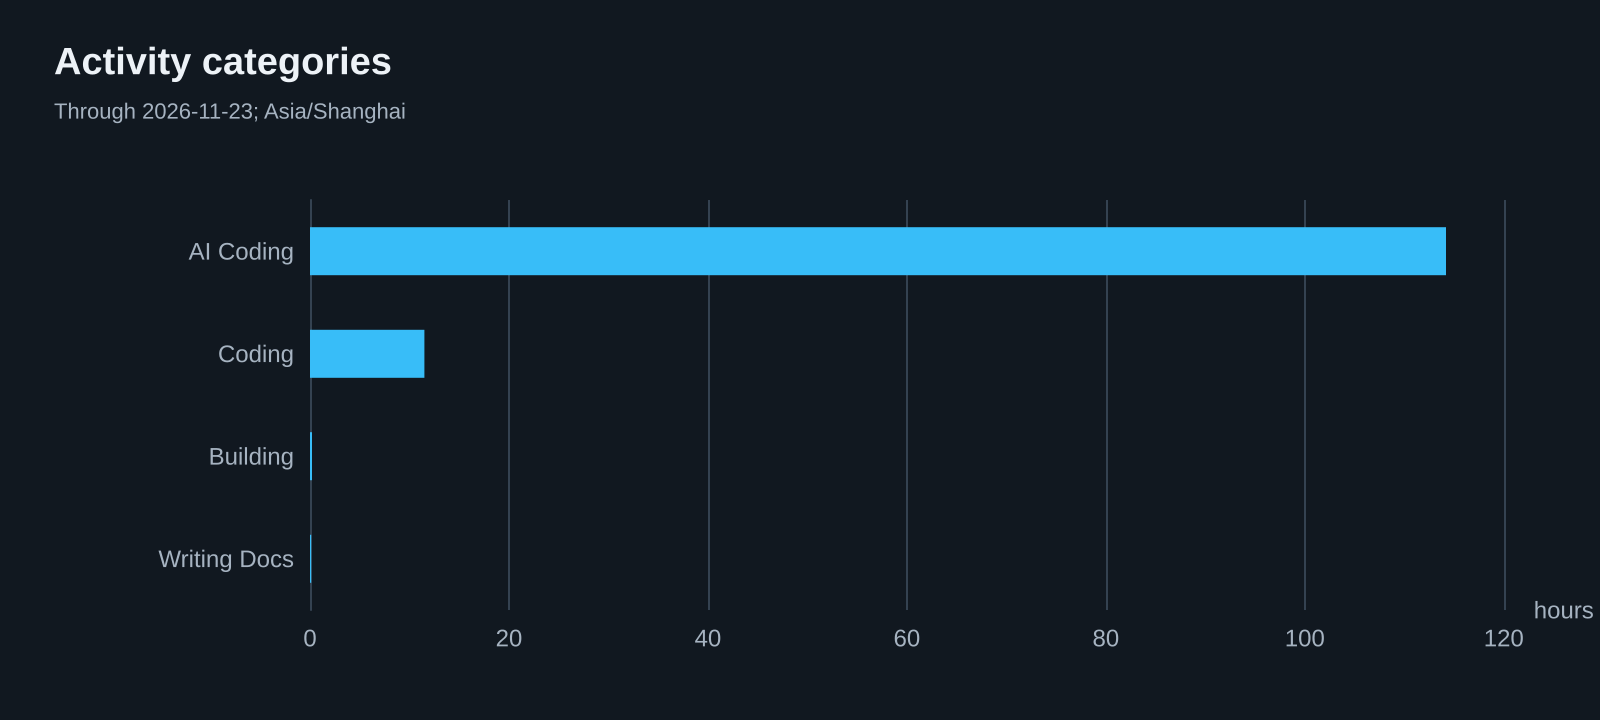 Activity categories
Through 2026-11-23; Asia/Shanghai
AI Coding
Coding
Building
Writing Docs
hours
0 20 40 60 80 100 120